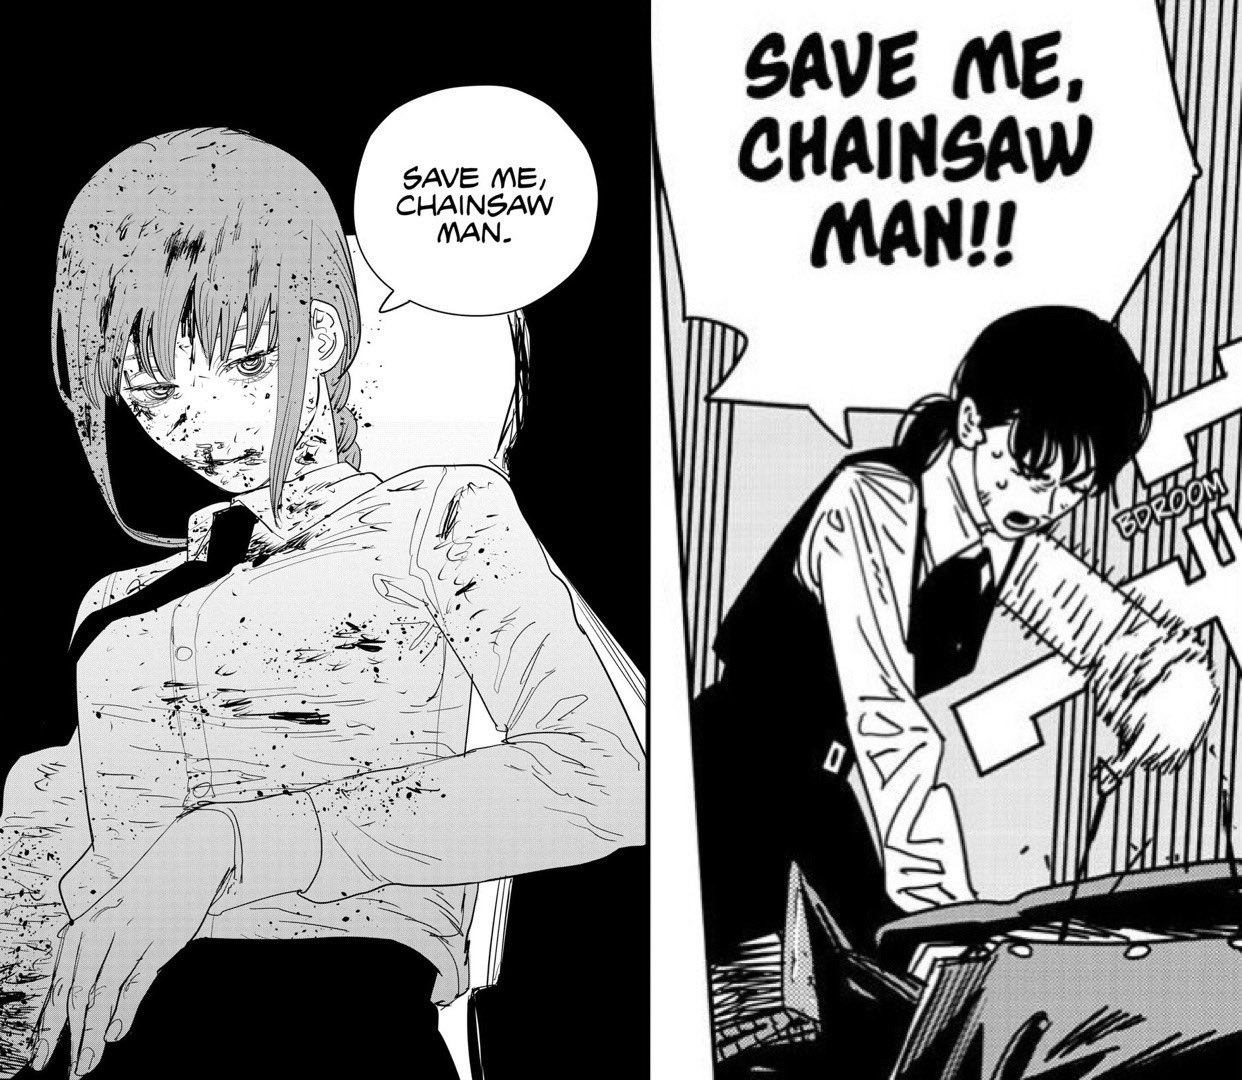 SAVE ME,
CHAINSAW
MAN.
SAVE ME,
CHAINSAW
MAN!!
BDROOM